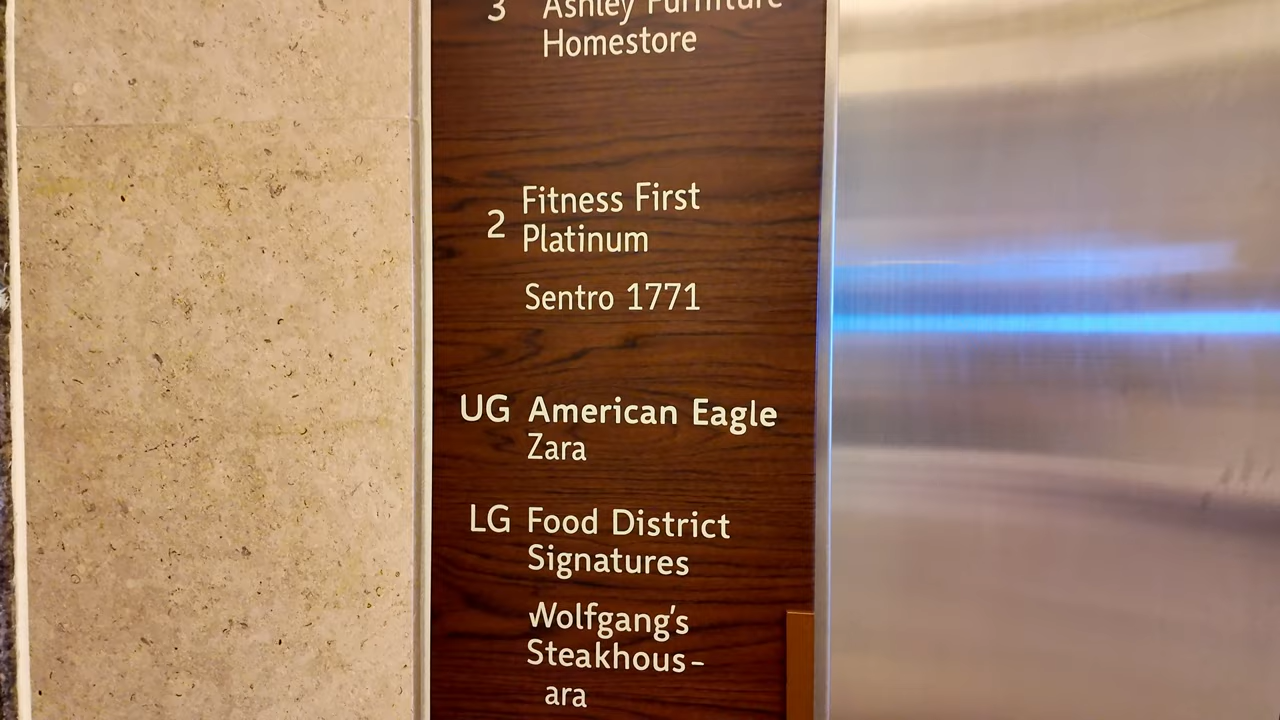 3 Ashley Furniture
Homestore
Fitness First
2
Platinum
Sentro 1771
UG American Eagle
Zara
LG Food District
Signatures
Wolfgang's
Steakhous-
ara